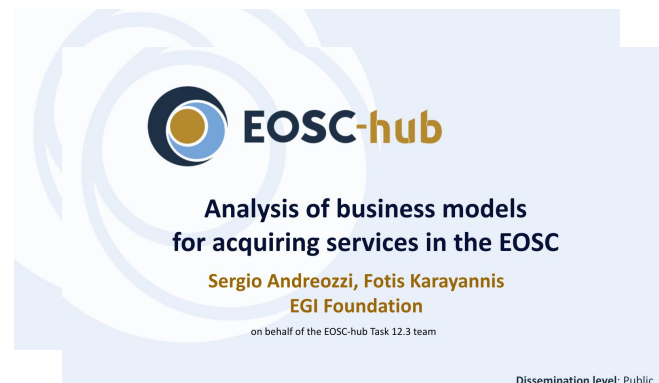 EOSC-hub
Analysis of business models
for acquiring services in the EOSC
Sergio Andreozzi, Fotis Karayannis
EGI Foundation
on behalf of the EOSC-hub Task 12.3 team
Dissemination level: Public